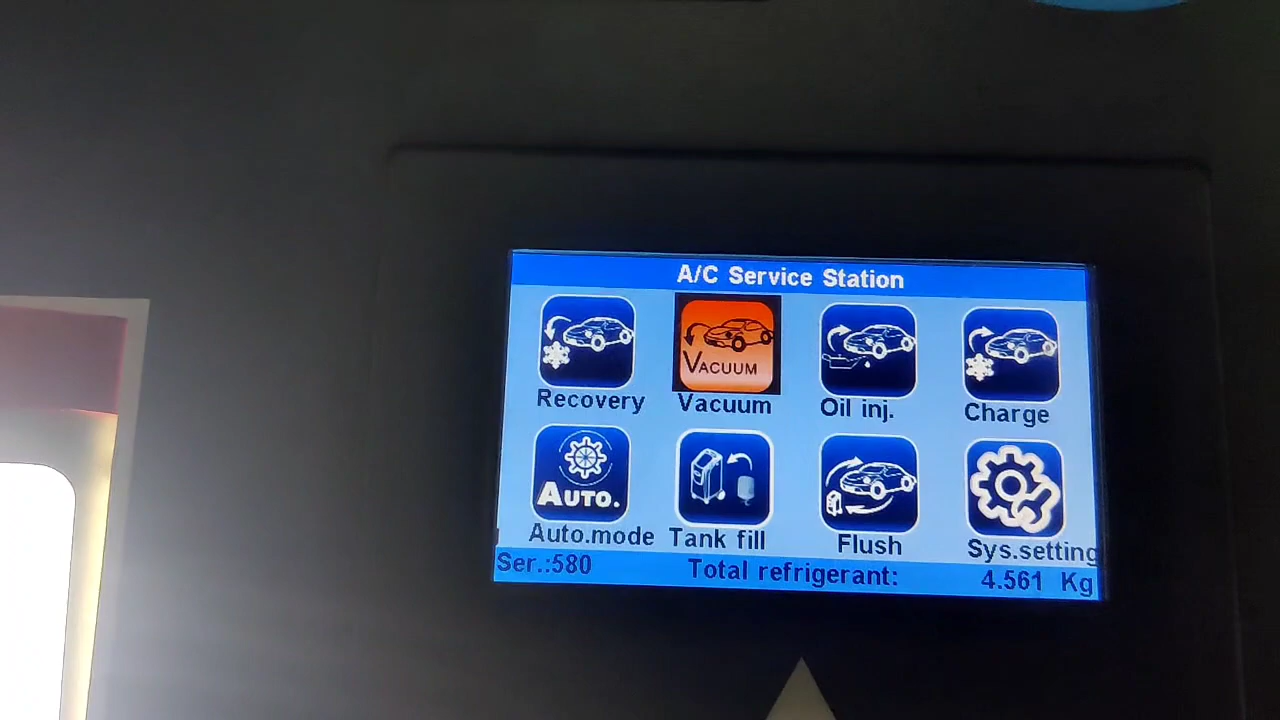 A/C Service Station
VACUUM
Recovery Vacuum Oil inj. Charge
AUTO.
Auto.mode Tank fill Flush Sys.setting
Ser.:580 Total refrigerant: 4.561 Kg